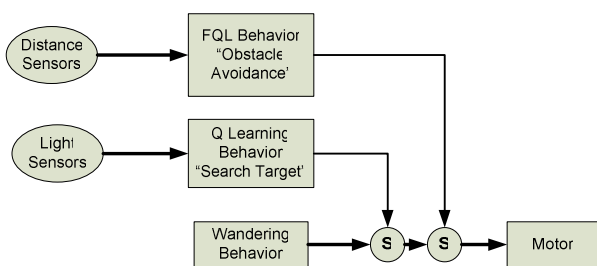 Distance
Sensors
FQL Behavior
“Obstacle
Avoidance’
Light
Sensors
Q Learning
Behavior
“Search Target’
Wandering
Behavior
S
S
Motor